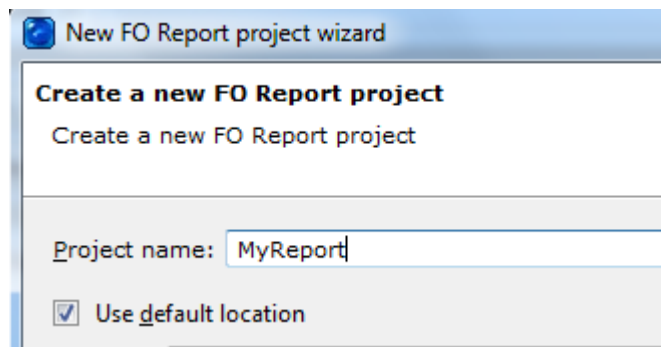 New FO Report project wizard
Create a new FO Report project
Create a new FO Report project
Project name: MyReport
Use default location